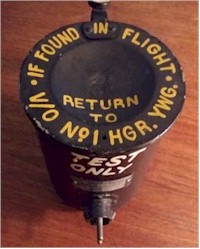 · IF FOUND IN FLIGHT ·
RETURN
TO
V/O Nº1 HGR. YWG.
TEST
ONLY